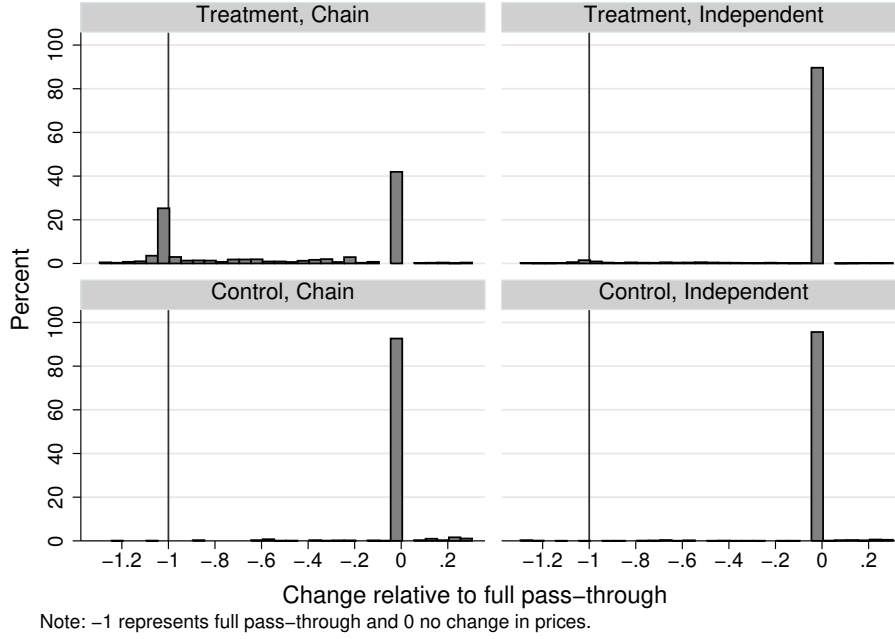 Treatment, Chain
Treatment, Independent
100
80
60
40
20
0
Control, Chain
Control, Independent
100
80
60
40
20
0
−1.2 −1 −.8 −.6 −.4 −.2 0 .2
−1.2 −1 −.8 −.6 −.4 −.2 0 .2
Percent
Change relative to full pass−through
Note: −1 represents full pass−through and 0 no change in prices.